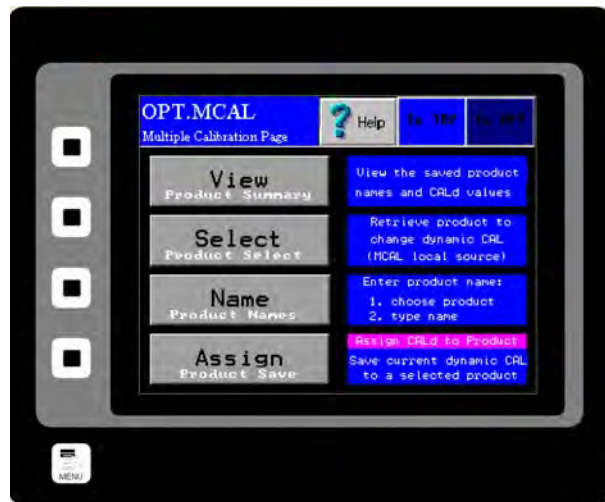 OPT.MCAL
Multiple Calibration Page
? Help
View
Product Summary
View the saved product
names and CALd values
Select
Product Select
Retrieve product to
change dynamic CAL
(MCAL local source)
Name
Product Names
Enter product name:
1. choose product
2. type name
Assign
Product Save
Assign CALd to Product
Save current dynamic CAL
to a selected product
MENU